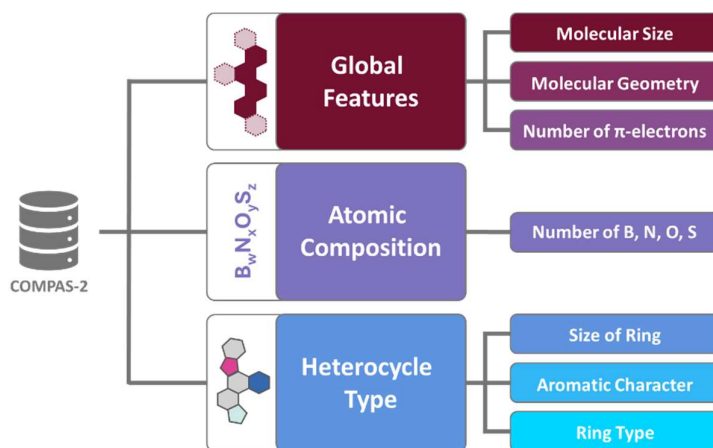 COMPAS-2
Global
Features
Molecular Size
Molecular Geometry
Number of π-electrons
BwNxOySz
Atomic
Composition
Number of B, N, O, S
Heterocycle
Type
Size of Ring
Aromatic Character
Ring Type